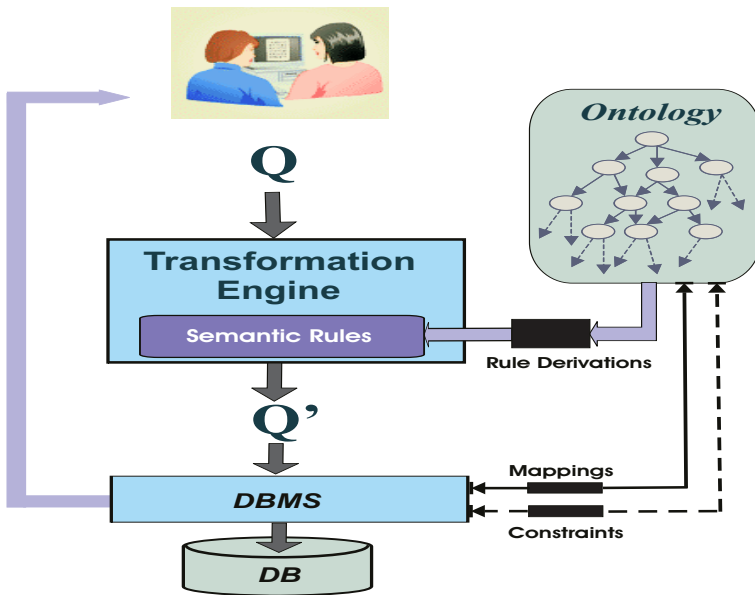 Ontology
Q
Transformation
Engine
Semantic Rules
Rule Derivations
Q’
Mappings
DBMS
Constraints
DB